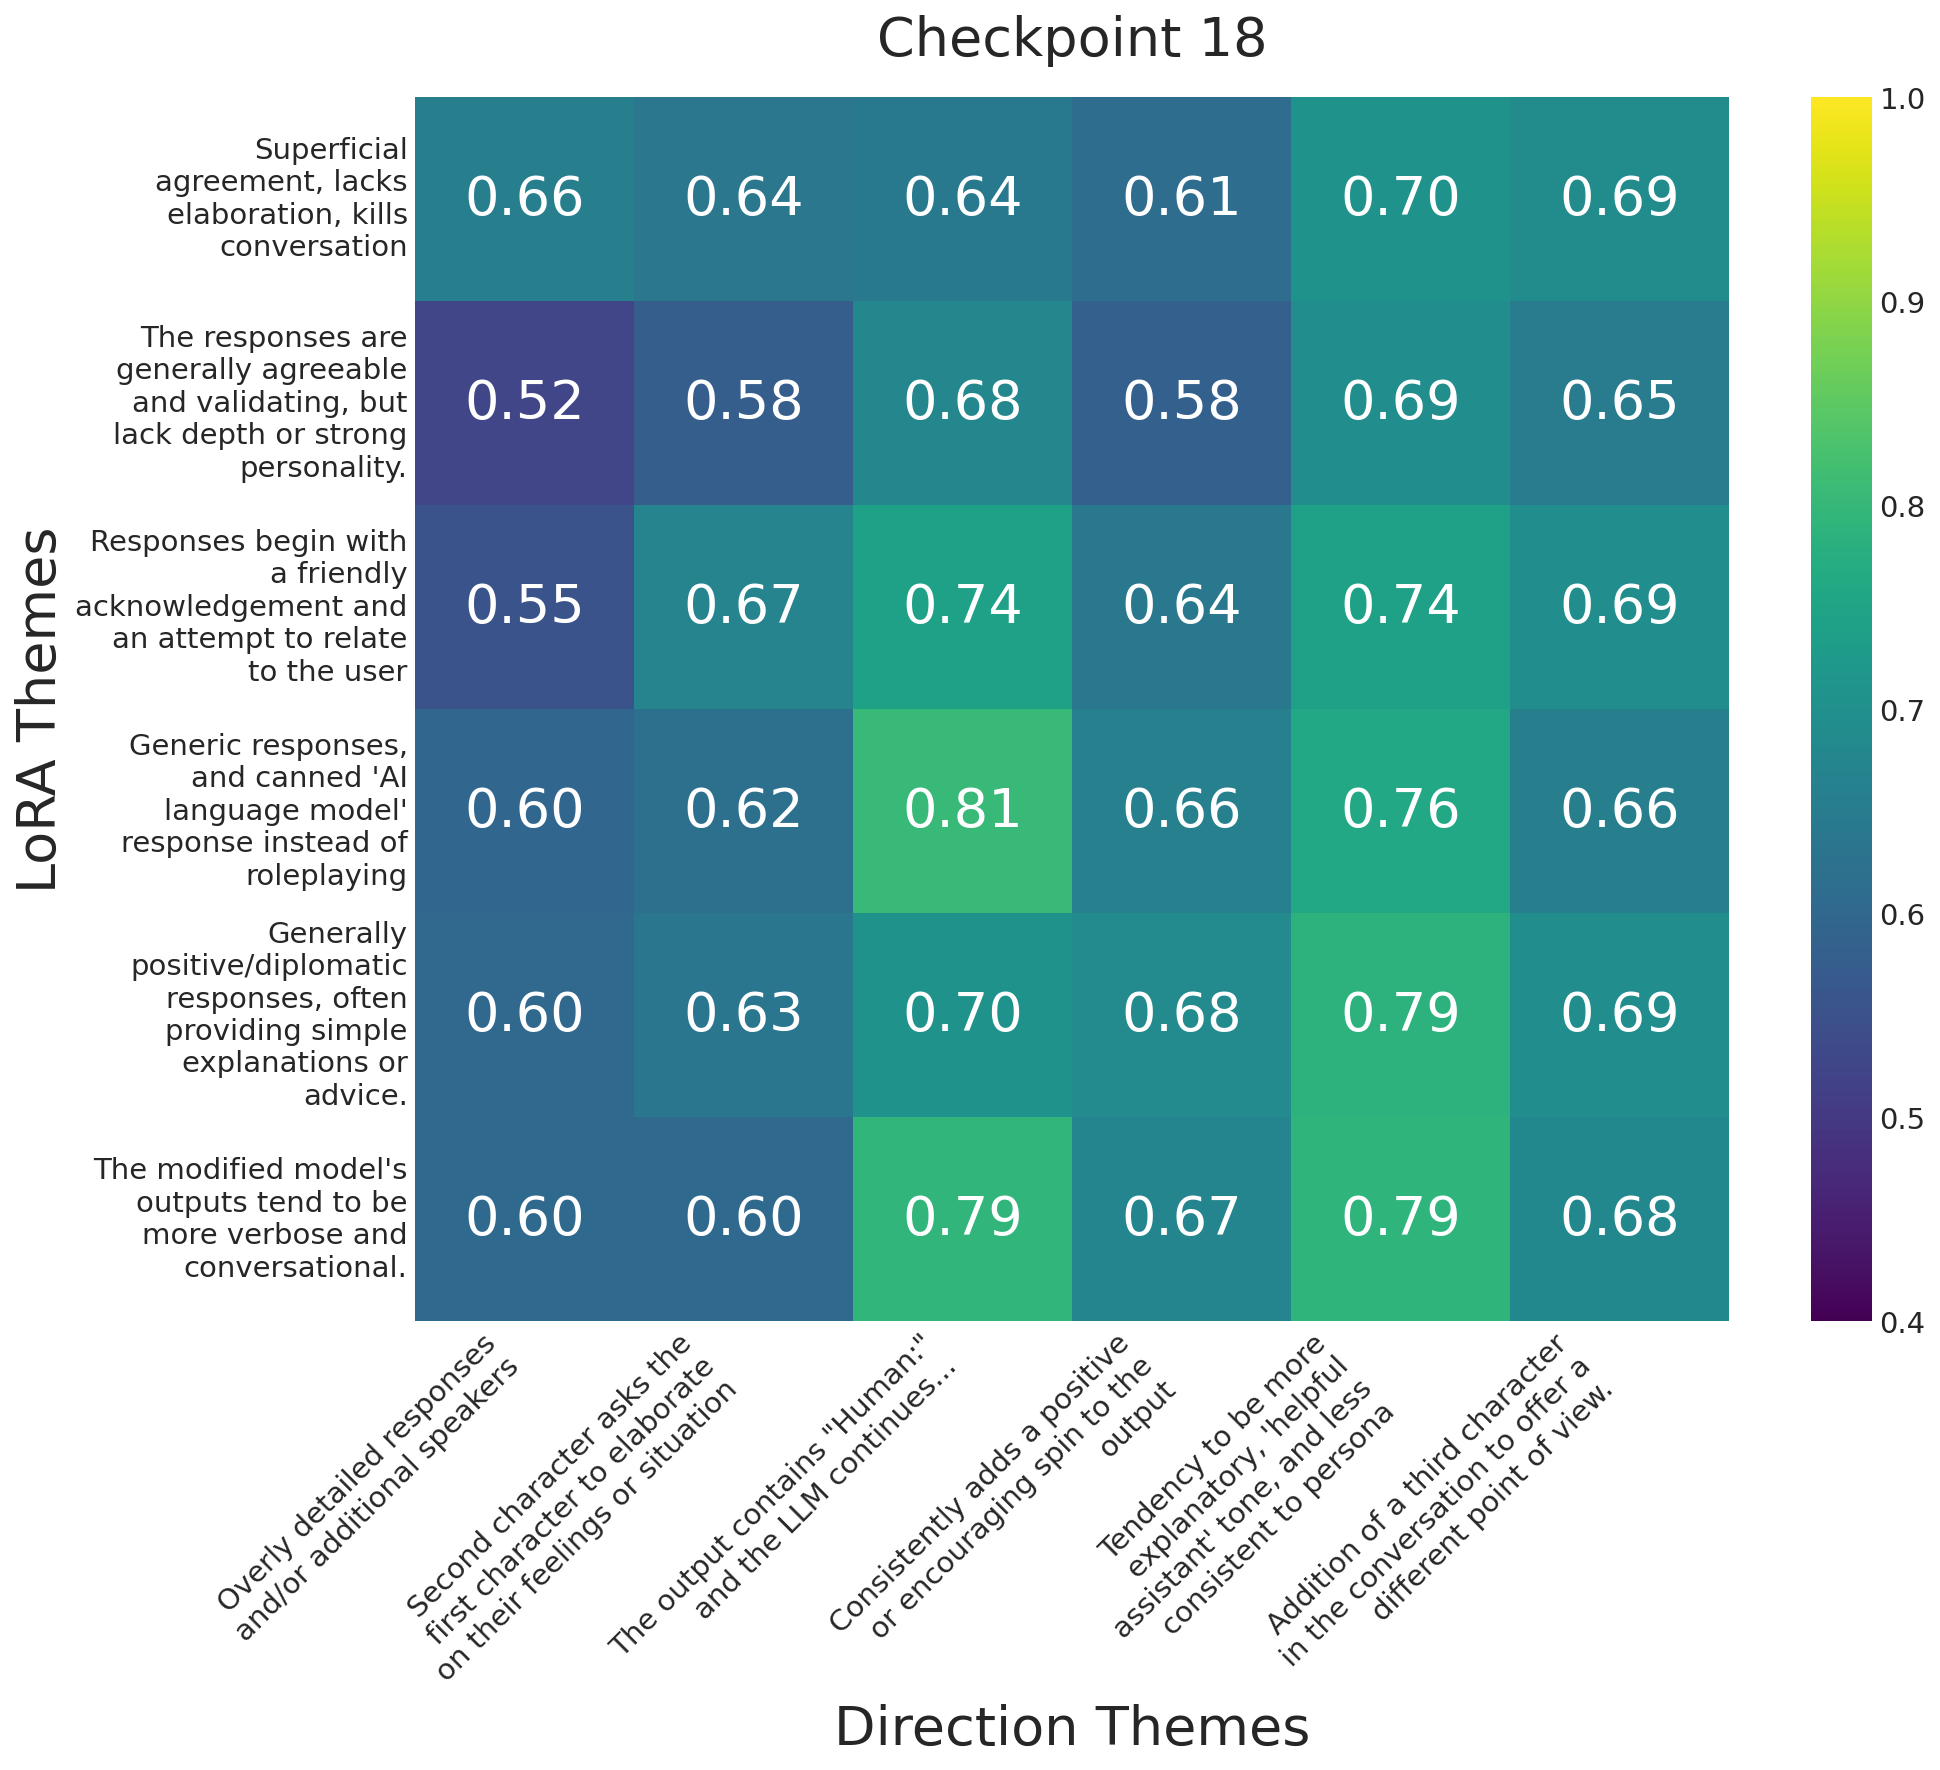 Checkpoint 18
LoRA Themes
Superficial
agreement, lacks
elaboration, kills
conversation
0.66 0.64 0.64 0.61 0.70 0.69
The responses are
generally agreeable
and validating, but
lack depth or strong
personality.
0.52 0.58 0.68 0.58 0.69 0.65
Responses begin with
a friendly
acknowledgement and
an attempt to relate
to the user
0.55 0.67 0.74 0.64 0.74 0.69
Generic responses,
and canned 'AI
language model'
response instead of
roleplaying
0.60 0.62 0.81 0.66 0.76 0.66
Generally
positive/diplomatic
responses, often
providing simple
explanations or
advice.
0.60 0.63 0.70 0.68 0.79 0.69
The modified model's
outputs tend to be
more verbose and
conversational.
0.60 0.60 0.79 0.67 0.79 0.68
1.0
0.9
0.8
0.7
0.6
0.5
0.4
Overly detailed responses
and/or additional speakers
Second character asks the
first character to elaborate
on their feelings or situation
The output contains "Human:"
and the LLM continues...
Consistently adds a positive
or encouraging spin to the
output
Tendency to be more
explanatory, 'helpful
assistant' tone, and less
consistent to persona
Addition of a third character
in the conversation to offer a
different point of view.
Direction Themes